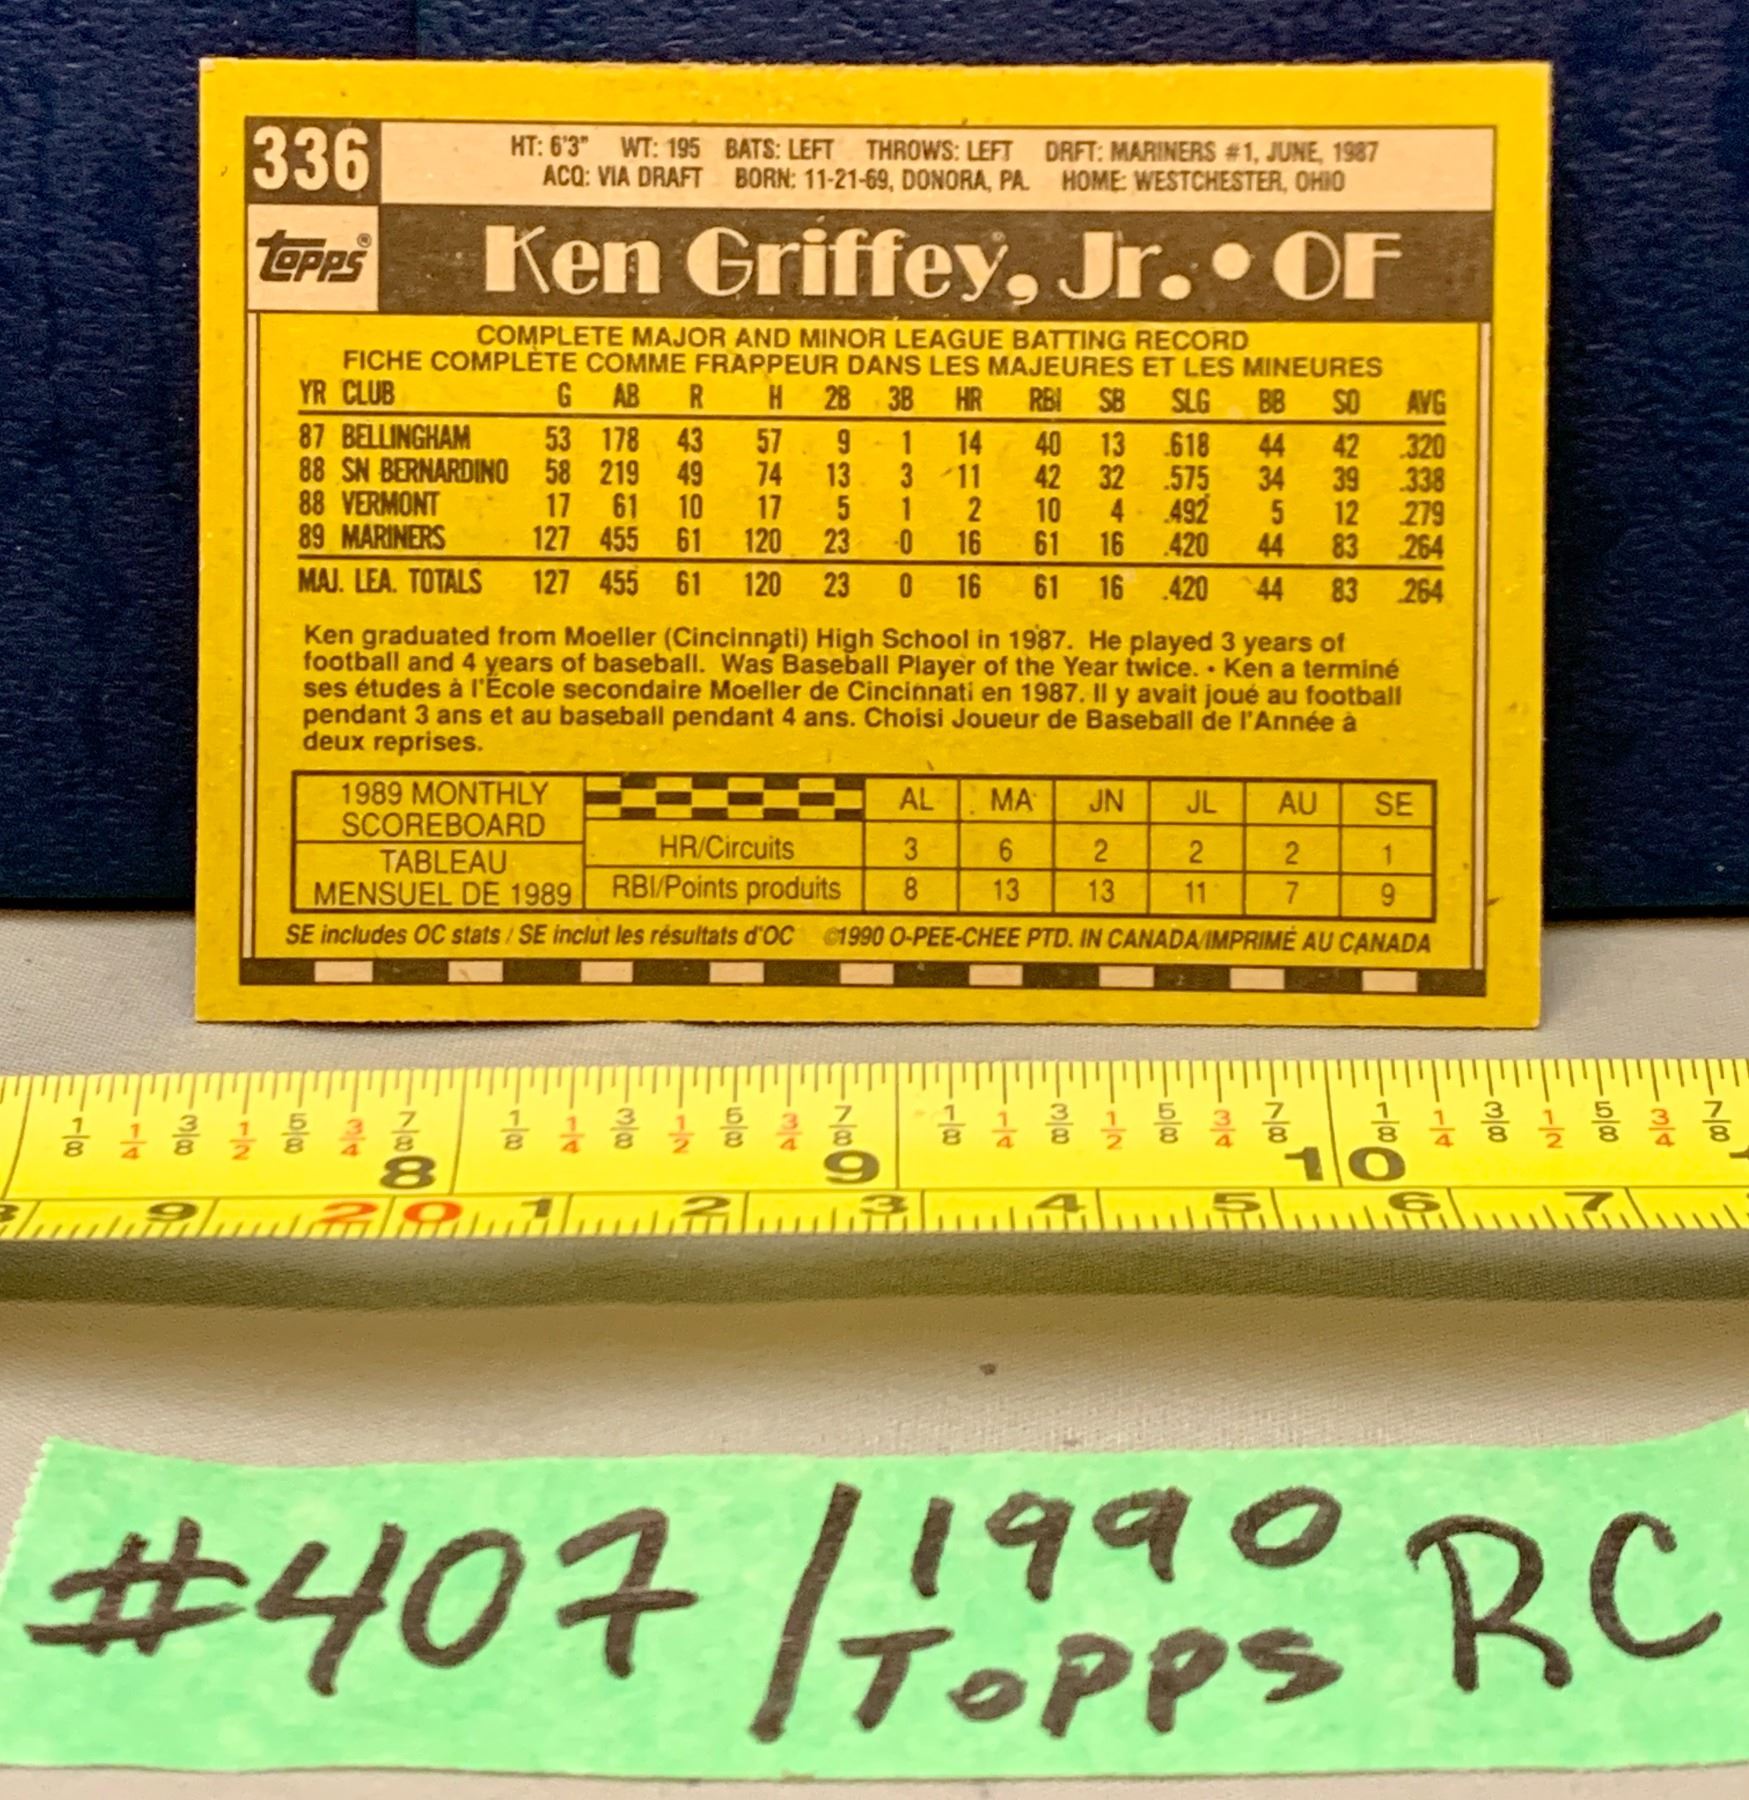 336
HT: 6'3" WT: 195 BATS: LEFT THROWS: LEFT DRFT: MARINERS #1, JUNE, 1987
ACQ: VIA DRAFT BORN: 11-21-69, DONORA, PA. HOME: WESTCHESTER, OHIO
topps®
Ken Griffey, Jr. • OF
COMPLETE MAJOR AND MINOR LEAGUE BATTING RECORD
FICHE COMPLÈTE COMME FRAPPEUR DANS LES MAJEURES ET LES MINEURES
YR CLUB G AB R H 2B 3B HR RBI SB SLG BB SO AVG
87 BELLINGHAM 53 178 43 57 9 1 14 40 13 .618 44 42 .320
88 SN BERNARDINO 58 219 49 74 13 3 11 42 32 .575 34 39 .338
88 VERMONT 17 61 10 17 5 1 2 10 4 .492 5 12 .279
89 MARINERS 127 455 61 120 23 0 16 61 16 .420 44 83 .264
MAJ. LEA. TOTALS 127 455 61 120 23 0 16 61 16 .420 44 83 .264
Ken graduated from Moeller (Cincinnati) High School in 1987. He played 3 years of
football and 4 years of baseball. Was Baseball Player of the Year twice. • Ken a terminé
ses études à l'École secondaire Moeller de Cincinnati en 1987. Il y avait joué au football
pendant 3 ans et au baseball pendant 4 ans. Choisi Joueur de Baseball de l'Année à
deux reprises.
1989 MONTHLY
SCOREBOARD
TABLEAU
MENSUEL DE 1989
AL MA JN JL AU SE
HR/Circuits 3 6 2 2 2 1
RBI/Points produits 8 13 13 11 7 9
SE includes OC stats / SE inclut les résultats d'OC ©1990 O-PEE-CHEE PTD. IN CANADA/IMPRIMÉ AU CANADA
1/8 1/4 3/8 1/2 5/8 3/4 7/8 1/8 1/4 3/8 1/2 5/8 3/4 7/8 1/8 1/4 3/8 1/2 5/8 3/4 7/8 1/8 1/4 3/8 1/2 5/8 3/4 7/8
8 9 10
9 20 1 2 3 4 5 6 7
#407 / 1990 Topps RC